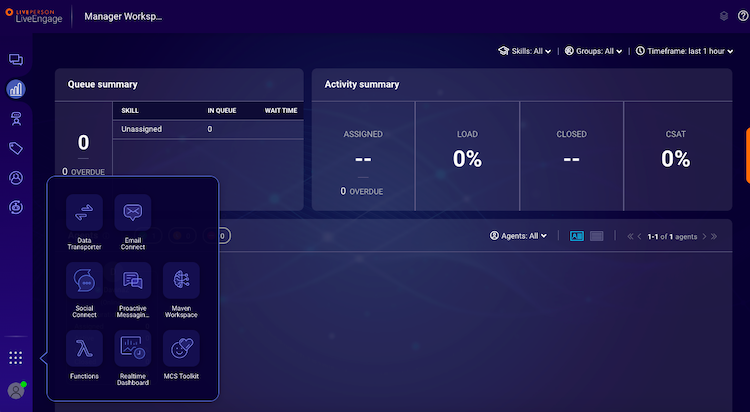 LIVEPERSON
LiveEngage
Manager Worksp...
Skills: All
Groups: All
Timeframe: last 1 hour
Queue summary
SKILL IN QUEUE WAIT TIME
Unassigned 0
0
0 OVERDUE
Activity summary
ASSIGNED LOAD CLOSED CSAT
-- 0% -- 0%
0 OVERDUE
0
Agents: All
1-1 of 1 agents
Data
Transporter
Email
Connect
Social
Connect
Proactive
Messagin...
Maven
Workspace
Functions
Realtime
Dashboard
MCS Toolkit